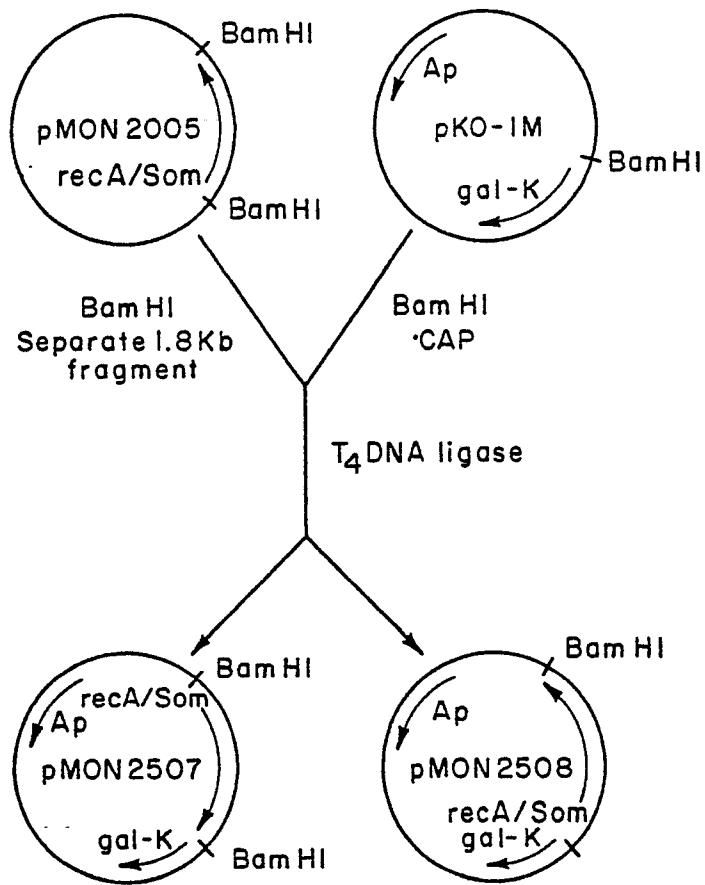 Bam HI
pMON 2005
recA/Som
Bam HI
Ap
pKO-1M
Bam HI
gal-K
Bam HI
Separate 1.8Kb
fragment
Bam HI
·CAP
T4 DNA ligase
Bam HI
recA/Som
Ap
pMON 2507
gal-K
Bam HI
Bam HI
Ap
pMON 2508
recA/Som
gal-K